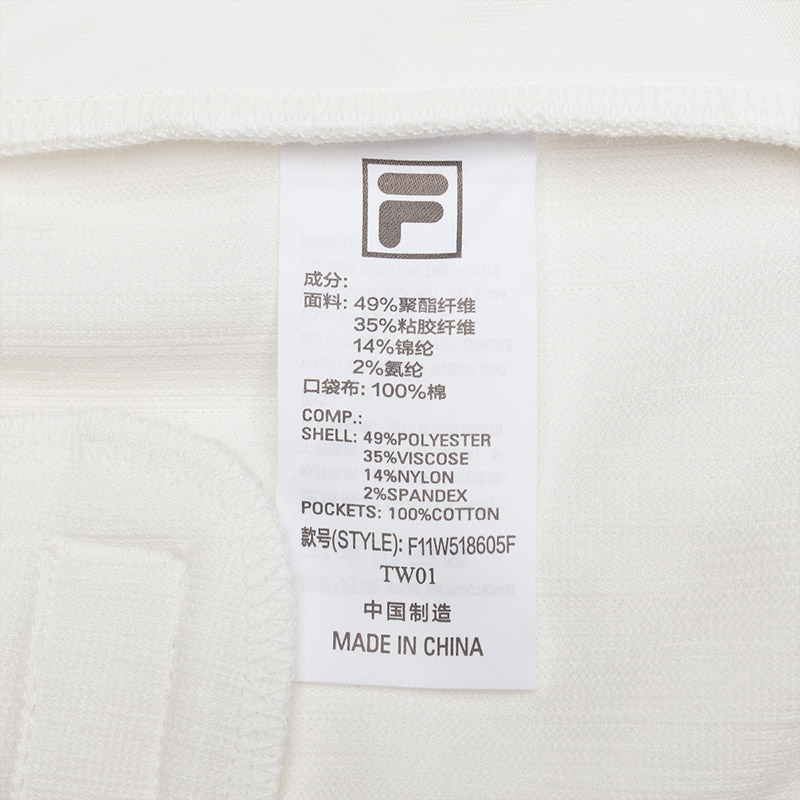 F
成分:
面料: 49%聚酯纤维
35%粘胶纤维
14%锦纶
2%氨纶
口袋布: 100%棉
COMP.:
SHELL: 49%POLYESTER
35%VISCOSE
14%NYLON
2%SPANDEX
POCKETS: 100%COTTON
款号(STYLE): F11W518605F
TW01
中国制造
MADE IN CHINA